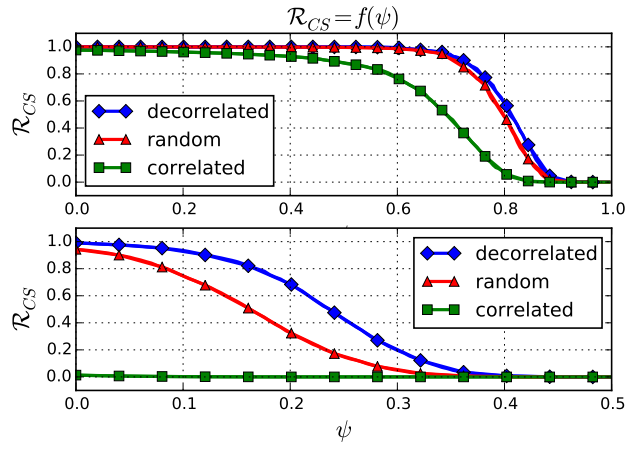 ℛ_CS = f(ψ)
ℛ_CS
1.0
0.8
0.6
0.4
0.2
0.0
decorrelated
random
correlated
0.0 0.2 0.4 0.6 0.8 1.0
ψ
ℛ_CS
1.0
0.8
0.6
0.4
0.2
0.0
decorrelated
random
correlated
0.0 0.1 0.2 0.3 0.4 0.5
ψ